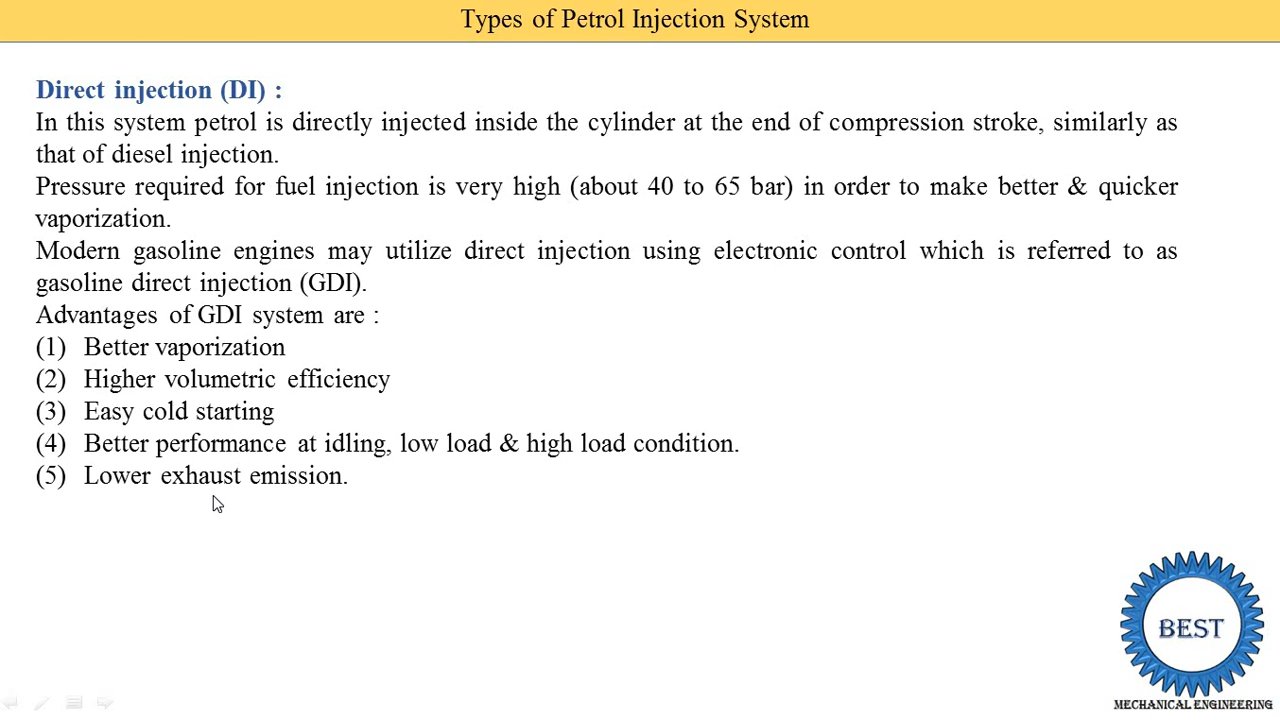 Types of Petrol Injection System
Direct injection (DI) :
In this system petrol is directly injected inside the cylinder at the end of compression stroke, similarly as
that of diesel injection.
Pressure required for fuel injection is very high (about 40 to 65 bar) in order to make better & quicker
vaporization.
Modern gasoline engines may utilize direct injection using electronic control which is referred to as
gasoline direct injection (GDI).
Advantages of GDI system are :
(1) Better vaporization
(2) Higher volumetric efficiency
(3) Easy cold starting
(4) Better performance at idling, low load & high load condition.
(5) Lower exhaust emission.
BEST
MECHANICAL ENGINEERING